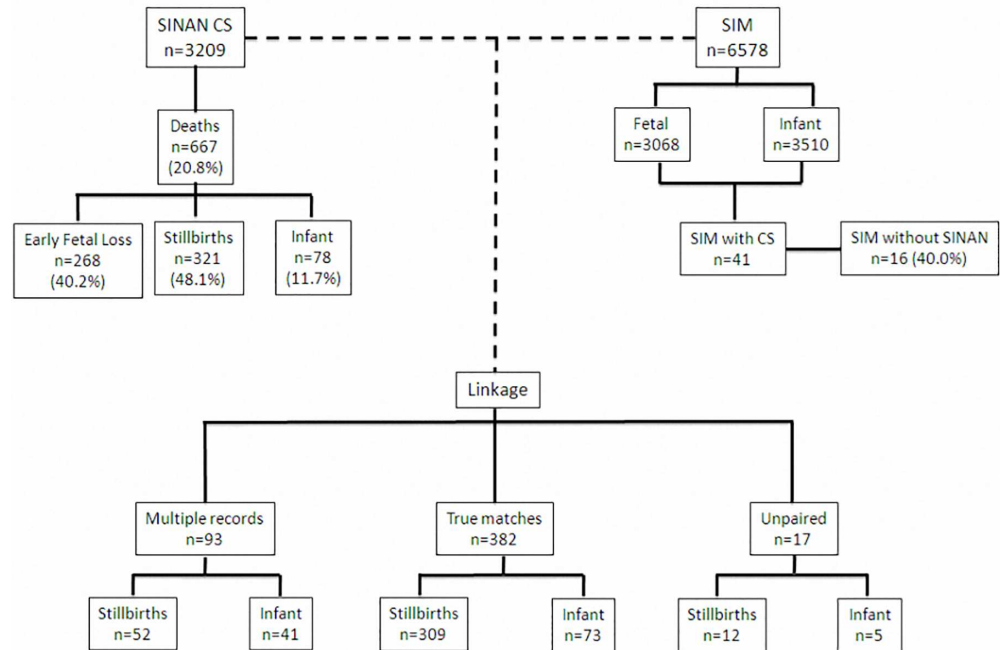 SINAN CS
n=3209
SIM
n=6578
Deaths
n=667
(20.8%)
Fetal
n=3068
Infant
n=3510
Early Fetal Loss
n=268
(40.2%)
Stillbirths
n=321
(48.1%)
Infant
n=78
(11.7%)
SIM with CS
n=41
SIM without SINAN
n=16 (40.0%)
Linkage
Multiple records
n=93
True matches
n=382
Unpaired
n=17
Stillbirths
n=52
Infant
n=41
Stillbirths
n=309
Infant
n=73
Stillbirths
n=12
Infant
n=5